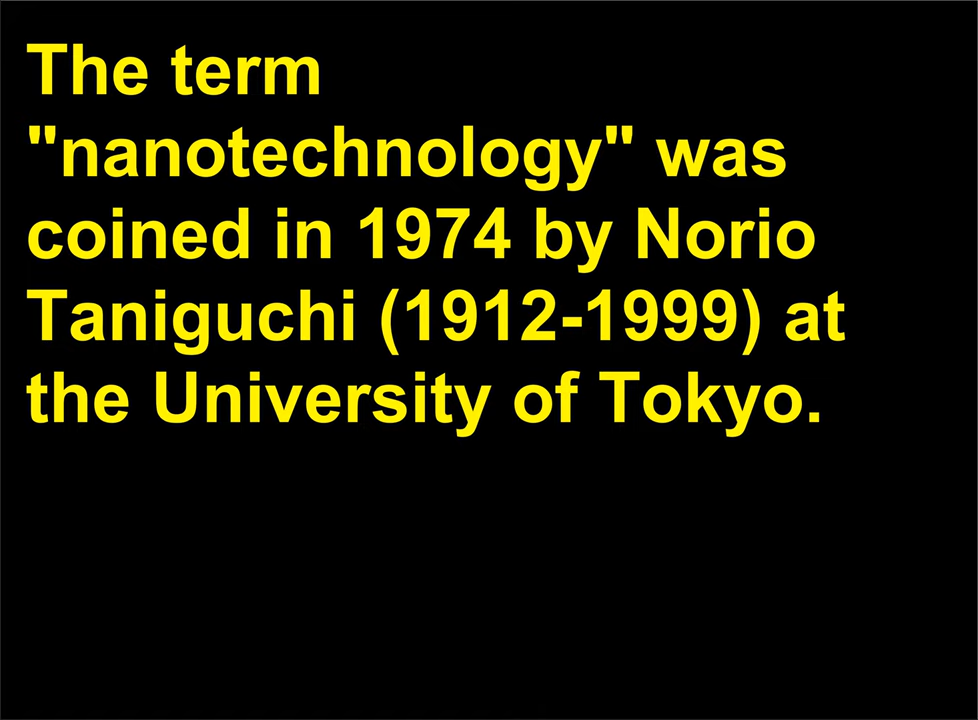 The term
"nanotechnology" was
coined in 1974 by Norio
Taniguchi (1912-1999) at
the University of Tokyo.